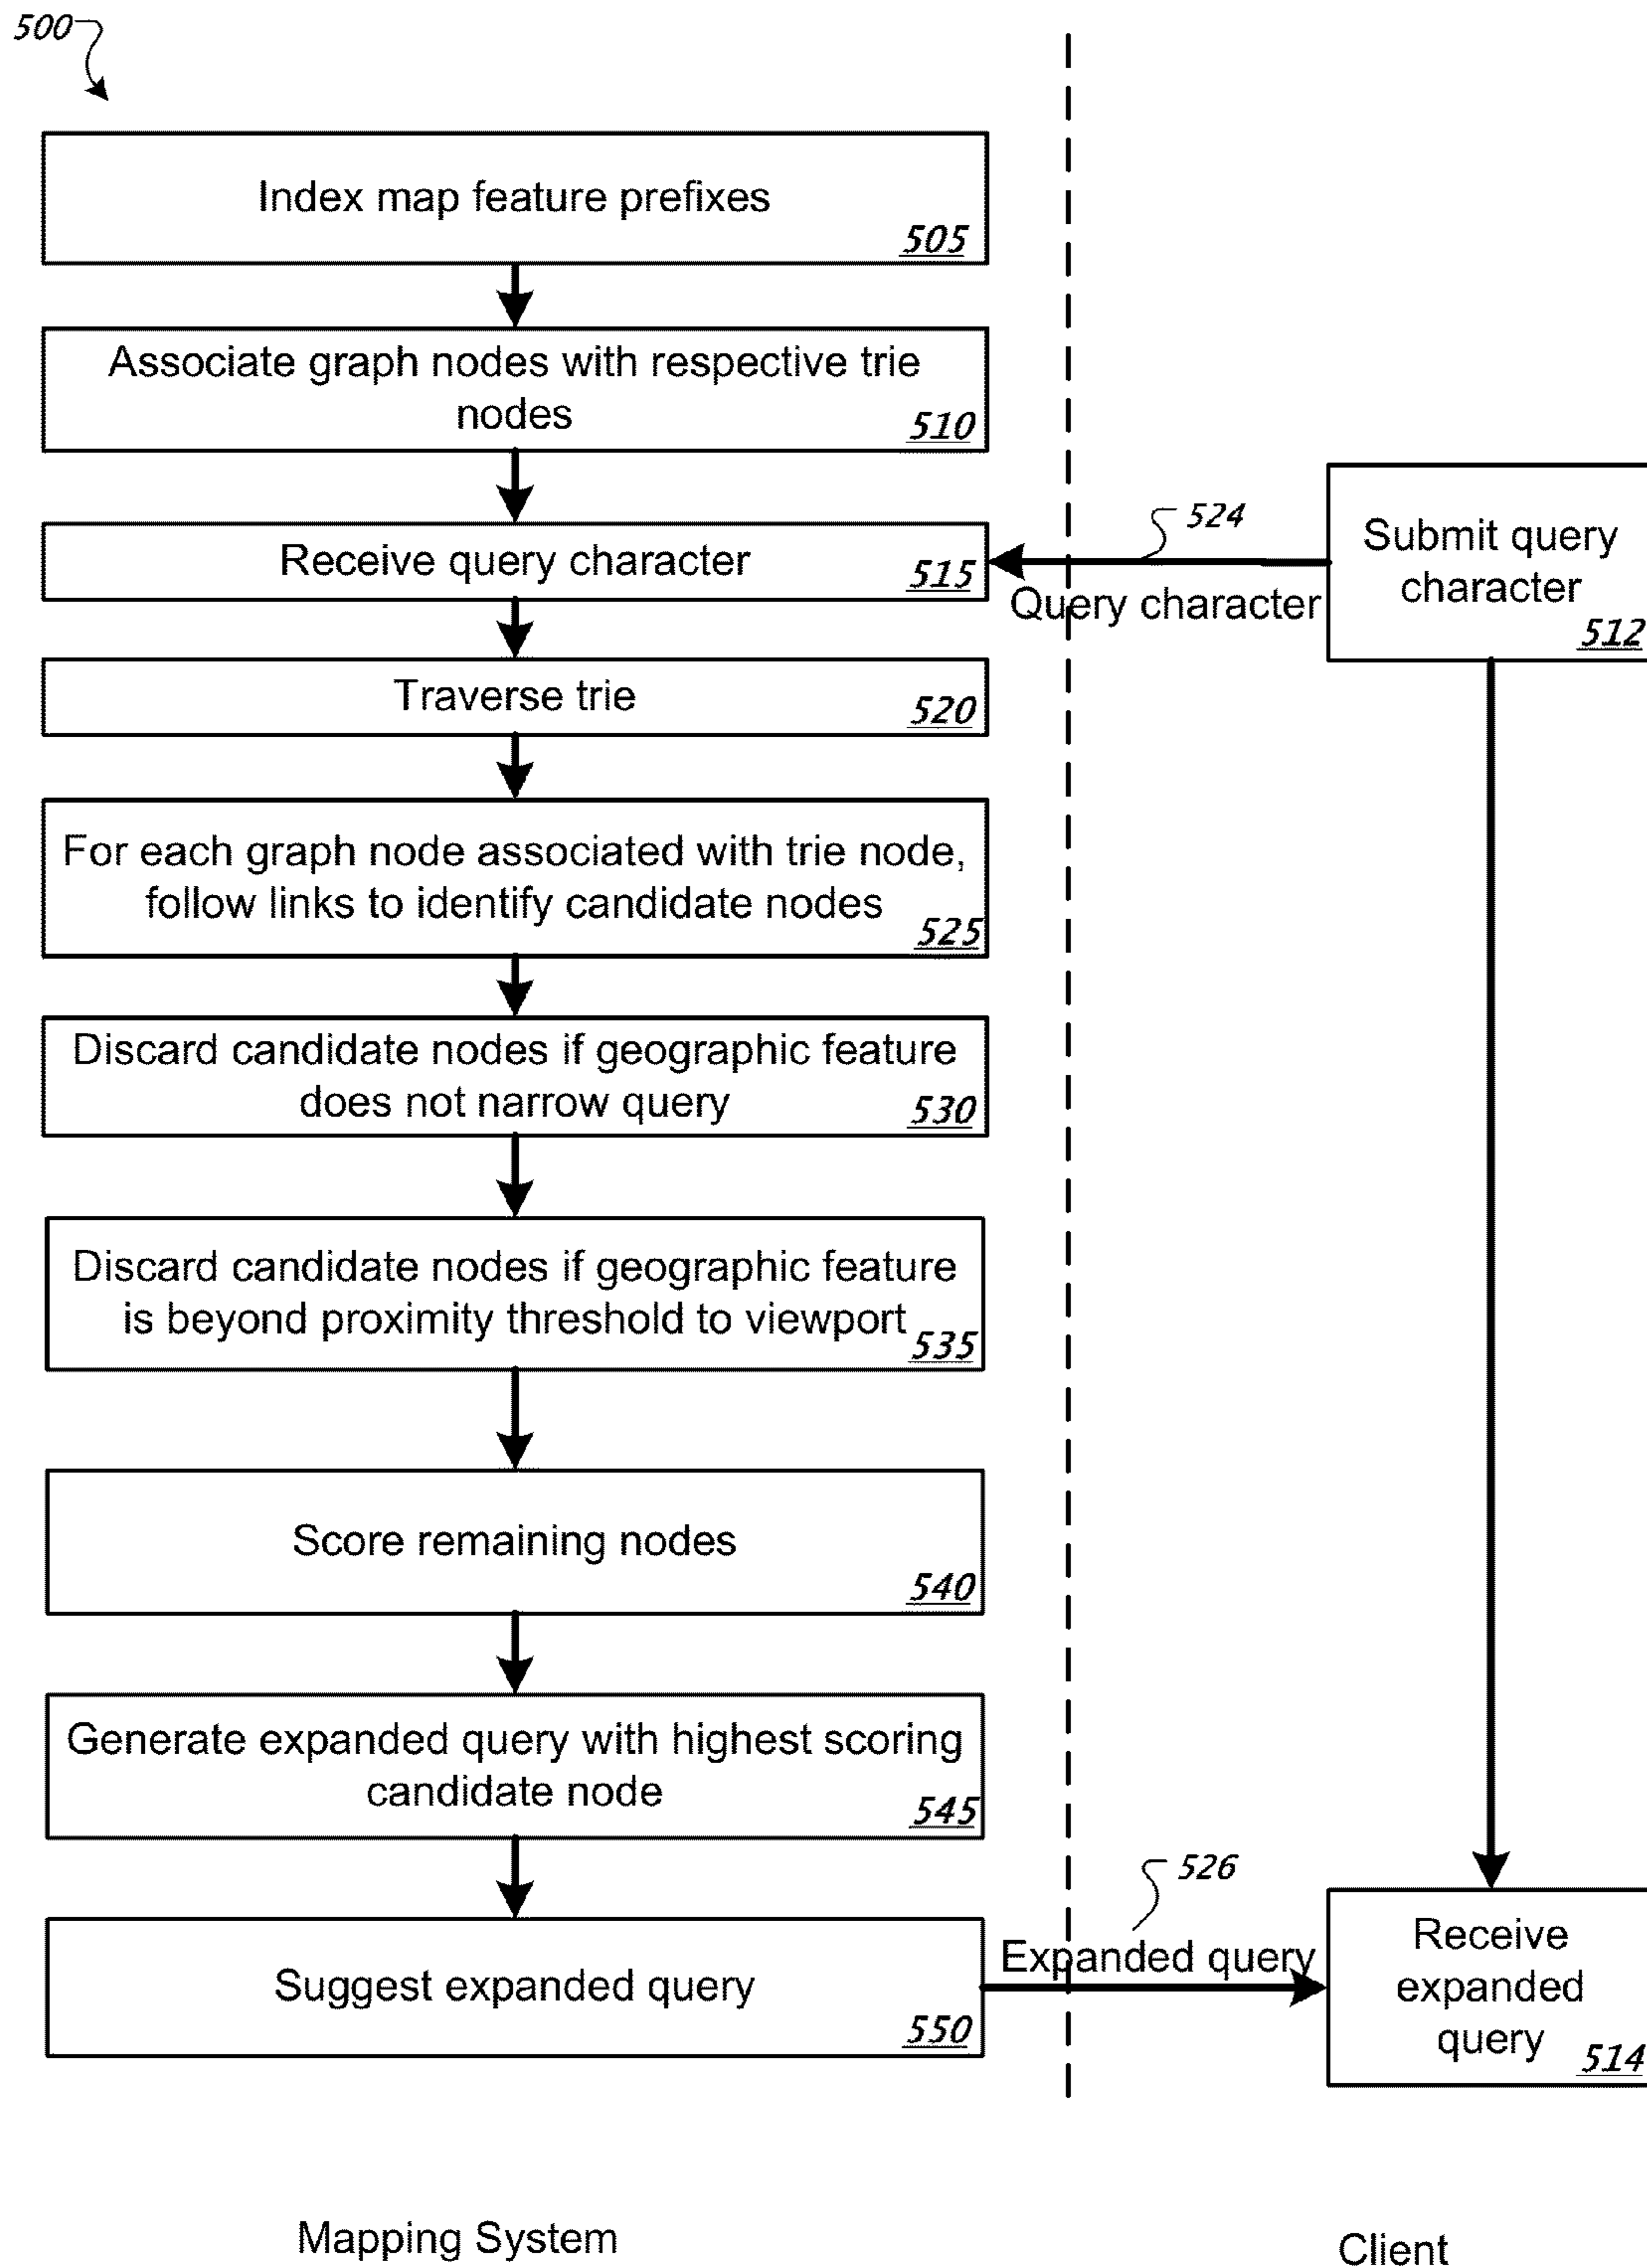 500
Index map feature prefixes
505
Associate graph nodes with respective trie
nodes
510
Receive query character
515
524
Query character
Submit query
character
512
Traverse trie
520
For each graph node associated with trie node,
follow links to identify candidate nodes
525
Discard candidate nodes if geographic feature
does not narrow query
530
Discard candidate nodes if geographic feature
is beyond proximity threshold to viewport
535
Score remaining nodes
540
Generate expanded query with highest scoring
candidate node
545
Suggest expanded query
550
526
Expanded query
Receive
expanded
query
514
Mapping System
Client